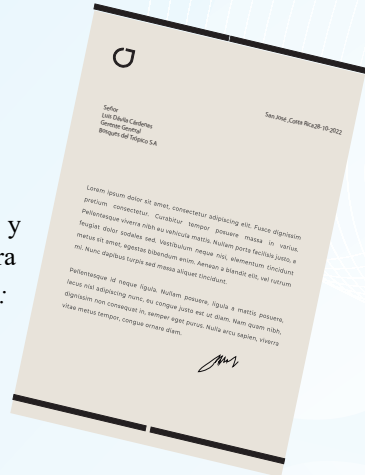 y
ra
:
Señor
Luis Dávila Cárdenas
Gerente General
Bosques del Trópico S A
San José ,Costa Rica28-10-2022
Lorem ipsum dolor sit amet, consectetur adipiscing elit. Fusce dignissim
pretium consectetur. Curabitur tempor posuere massa in varius.
Pellentesque viverra nibh eu vehicula mattis. Nullam porta facilisis justo, a
feugiat dolor sodales sed. Vestibulum neque nisi, elementum tincidunt
metus sit amet, egestas bibendum enim. Aenean a blandit elit, vel rutrum
mi. Nunc dapibus turpis sed massa aliquet tincidunt.
Pellentesque id neque ligula. Nullam posuere, ligula a mattis posuere,
lacus nisl adipiscing nunc, eu congue justo est ut diam. Nam quam nibh,
dignissim non consequat in, semper eget purus. Nulla arcu sapien, viverra
vitae metus tempor, congue ornare diam.